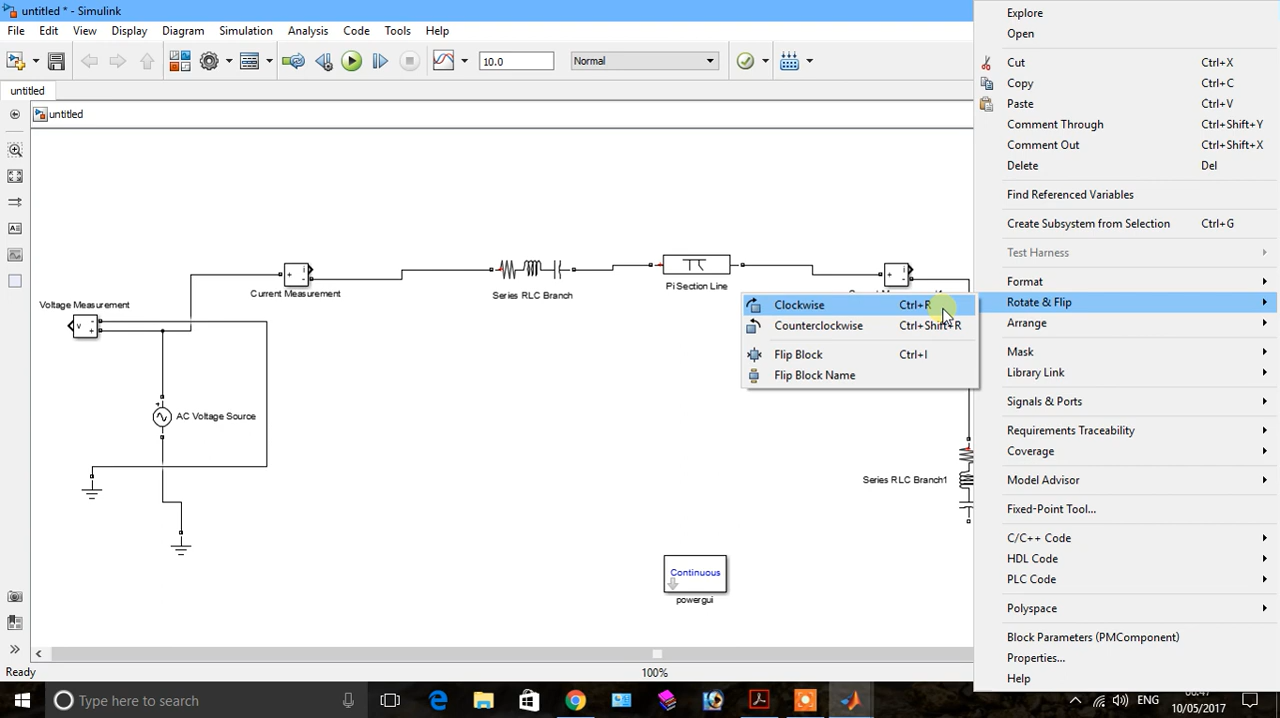 untitled * - Simulink
File Edit View Display Diagram Simulation Analysis Code Tools Help
10.0
Normal
untitled
untitled
Voltage Measurement
v
Current Measurement
i
Series RLC Branch
Pi Section Line
i
AC Voltage Source
Series RLC Branch1
Continuous
powergui
Explore
Open
Cut Ctrl+X
Copy Ctrl+C
Paste Ctrl+V
Comment Through Ctrl+Shift+Y
Comment Out Ctrl+Shift+X
Delete Del
Find Referenced Variables
Create Subsystem from Selection Ctrl+G
Test Harness
Format
Rotate & Flip
Arrange
Mask
Library Link
Signals & Ports
Requirements Traceability
Coverage
Model Advisor
Fixed-Point Tool...
C/C++ Code
HDL Code
PLC Code
Polyspace
Block Parameters (PMComponent)
Properties...
Help
Clockwise Ctrl+R
Counterclockwise Ctrl+Shift+R
Flip Block Ctrl+I
Flip Block Name
Ready
100%
Type here to search
ENG
10/05/2017